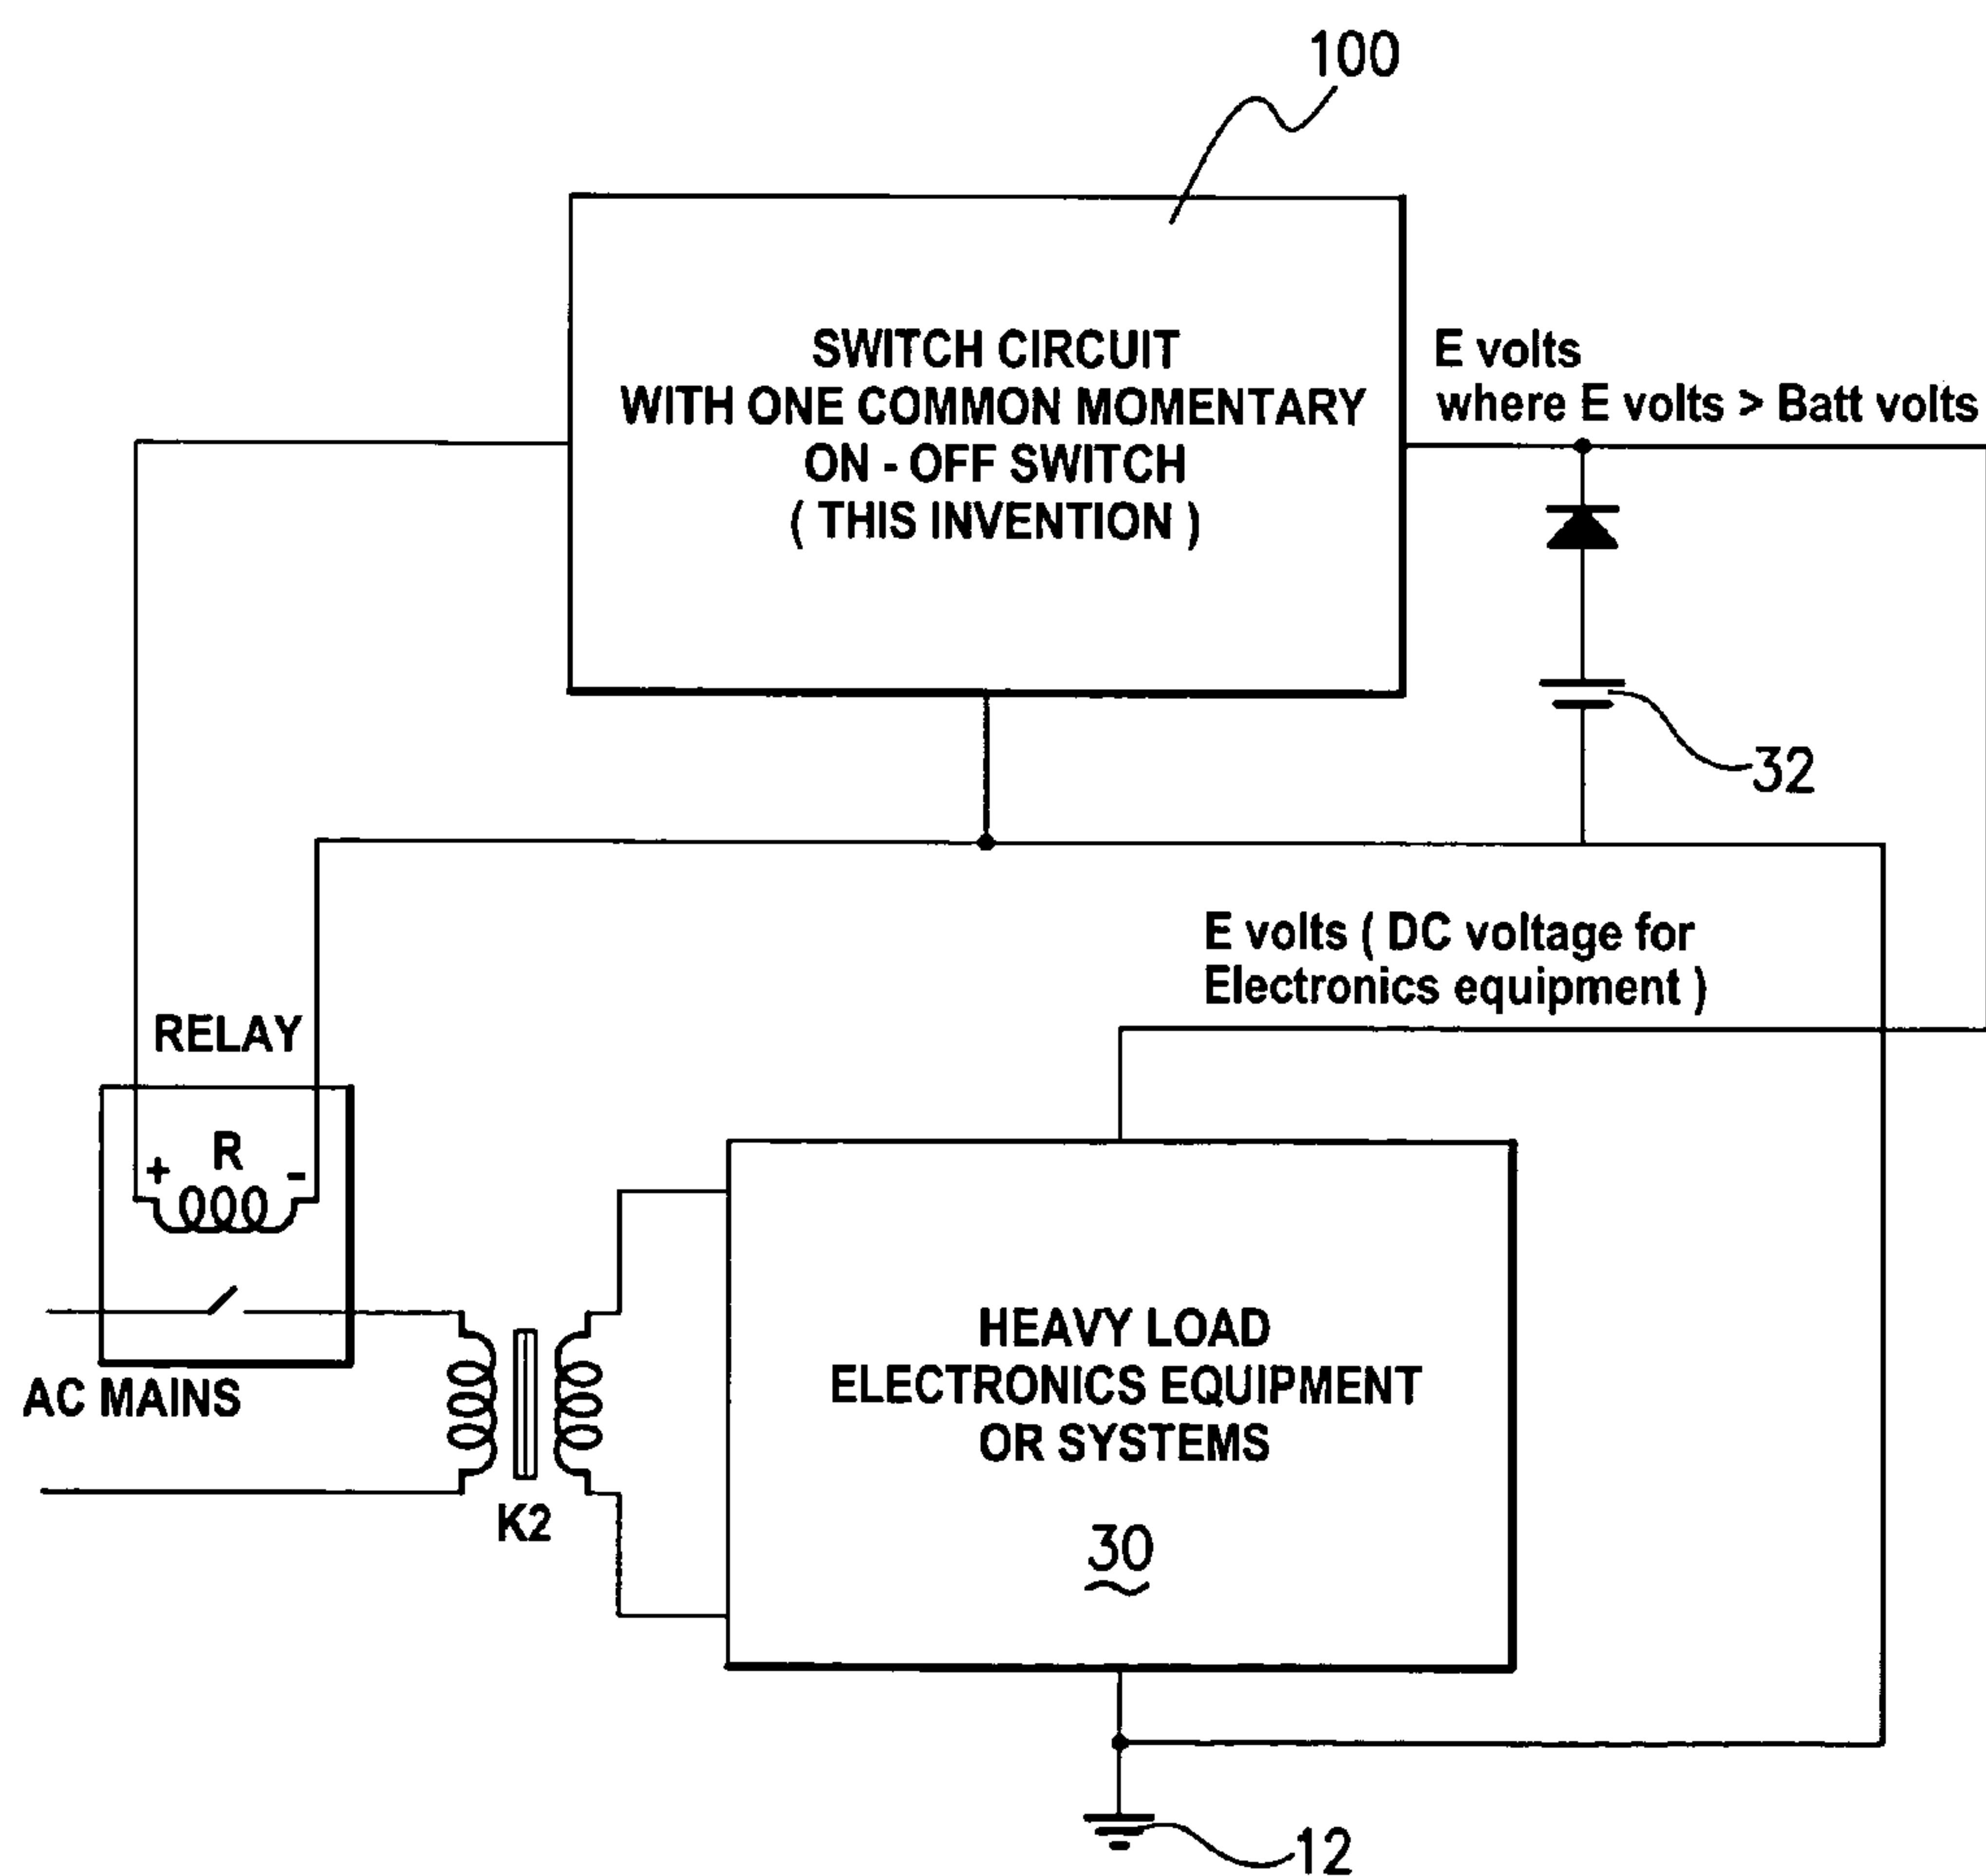 100
SWITCH CIRCUIT
WITH ONE COMMON MOMENTARY
ON - OFF SWITCH
( THIS INVENTION )
E volts
where E volts > Batt volts
32
E volts ( DC voltage for
Electronics equipment )
RELAY
R
+ -
AC MAINS
K2
HEAVY LOAD
ELECTRONICS EQUIPMENT
OR SYSTEMS
30
12